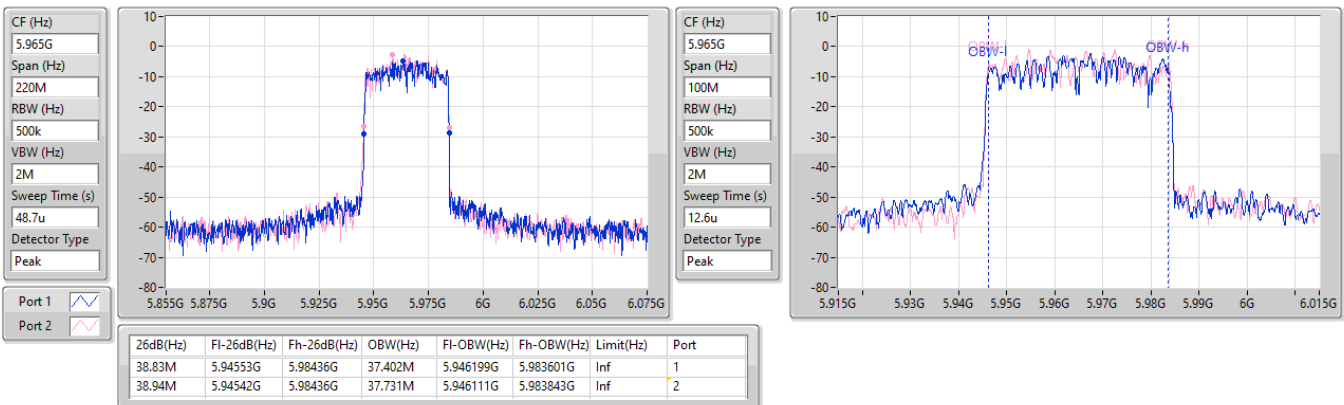 CF (Hz)
5.965G
Span (Hz)
220M
RBW (Hz)
500k
VBW (Hz)
2M
Sweep Time (s)
48.7u
Detector Type
Peak
Port 1
Port 2
10
0
-10
-20
-30
-40
-50
-60
-70
-80
5.855G 5.875G 5.9G 5.925G 5.95G 5.975G 6G 6.025G 6.05G 6.075G
CF (Hz)
5.965G
Span (Hz)
100M
RBW (Hz)
500k
VBW (Hz)
2M
Sweep Time (s)
12.6u
Detector Type
Peak
10
0
-10
-20
-30
-40
-50
-60
-70
-80
OBW-l OBW-h
5.915G 5.93G 5.94G 5.95G 5.96G 5.97G 5.98G 5.99G 6G 6.015G
26dB(Hz) Fl-26dB(Hz) Fh-26dB(Hz) OBW(Hz) Fl-OBW(Hz) Fh-OBW(Hz) Limit(Hz) Port
38.83M 5.94553G 5.98436G 37.402M 5.946199G 5.983601G Inf 1
38.94M 5.94542G 5.98436G 37.731M 5.946111G 5.983843G Inf 2